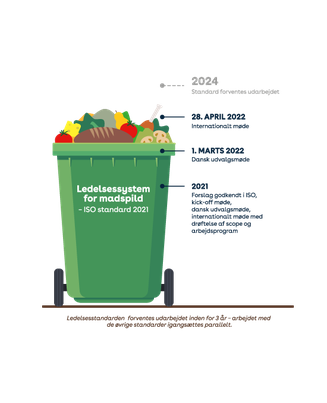 2024
Standard forventes udarbejdet
28. APRIL 2022
Internationalt møde
1. MARTS 2022
Dansk udvalgsmøde
2021
Forslag godkendt i ISO,
kick-off møde,
dansk udvalgsmøde,
internationalt møde med
drøftelse af scope og
arbejdsprogram
Ledelsessystem
for madspild
– ISO standard 2021
Ledelsesstandarden forventes udarbejdet inden for 3 år – arbejdet med
de øvrige standarder igangsættes parallelt.